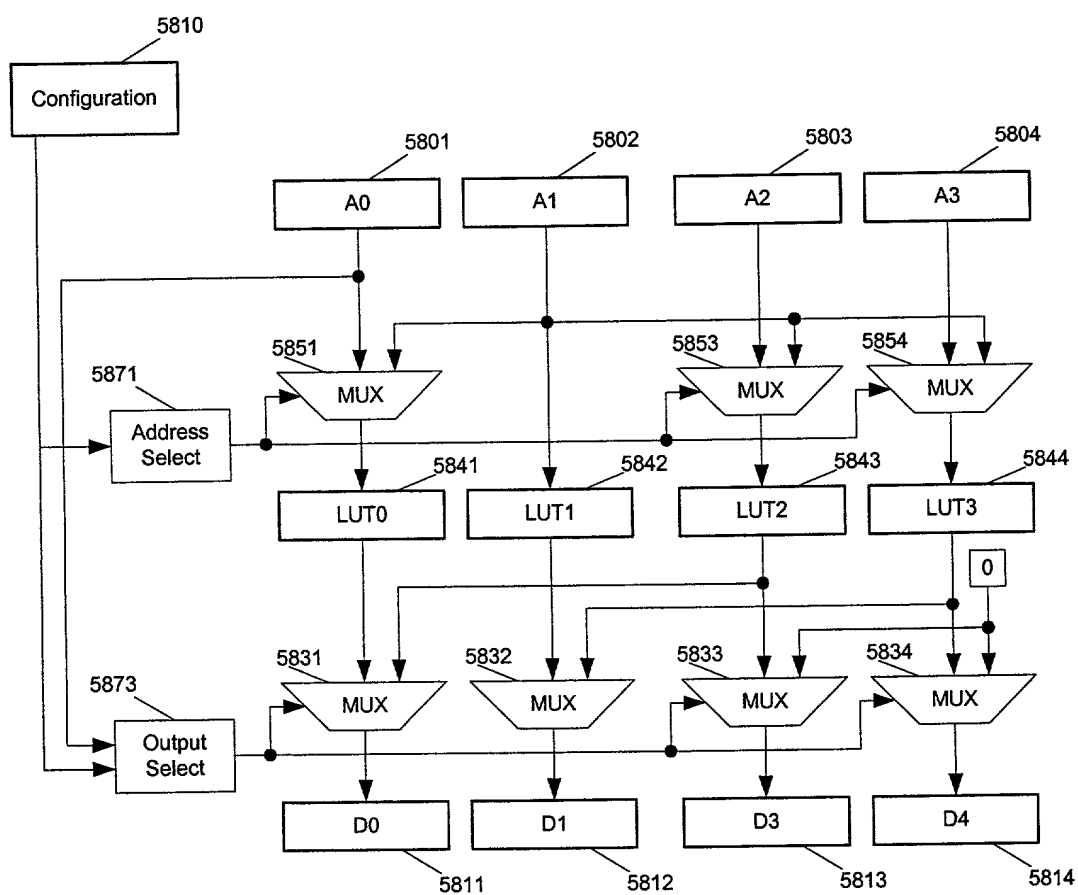 5810
Configuration
5801
5802
5803
5804
A0
A1
A2
A3
5851
5853
5854
MUX
MUX
MUX
5871
Address
Select
5841
5842
5843
5844
LUT0
LUT1
LUT2
LUT3
0
5831
5832
5833
5834
MUX
MUX
MUX
MUX
5873
Output
Select
D0
D1
D3
D4
5811
5812
5813
5814